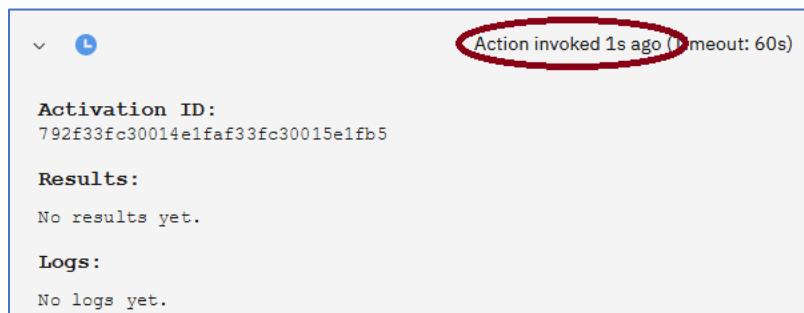 Action invoked 1s ago (Timeout: 60s)
Activation ID:
792f33fc30014e1faf33fc30015e1fb5
Results:
No results yet.
Logs:
No logs yet.